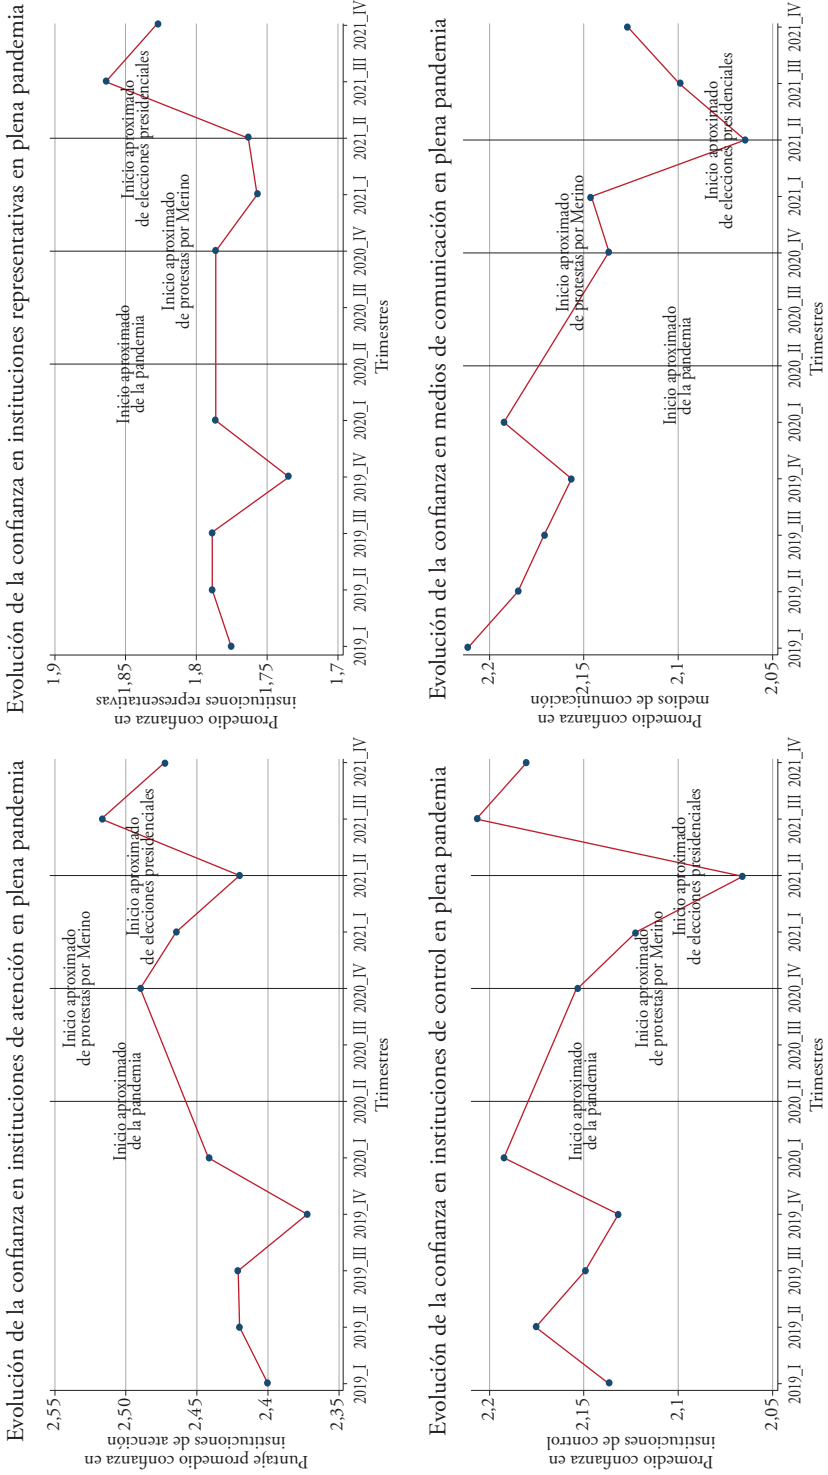 Evolución de la confianza en instituciones de atención en plena pandemia
Puntaje promedio confianza en
instituciones de atención
2,55
2,50
2,45
2,4
2,35
Inicio aproximado
de la pandemia
Inicio aproximado
de protestas por Merino
Inicio aproximado
de elecciones presidenciales
2019_I 2019_II 2019_III 2019_IV 2020_I 2020_II 2020_III 2020_IV 2021_I 2021_II 2021_III 2021_IV
Trimestres
Evolución de la confianza en instituciones representativas en plena pandemia
Promedio confianza en
instituciones representativas
1,9
1,85
1,8
1,75
1,7
Inicio aproximado
de la pandemia
Inicio aproximado
de protestas por Merino
Inicio aproximado
de elecciones presidenciales
2019_I 2019_II 2019_III 2019_IV 2020_I 2020_II 2020_III 2020_IV 2021_I 2021_II 2021_III 2021_IV
Trimestres
Evolución de la confianza en instituciones de control en plena pandemia
Promedio confianza en
instituciones de control
2,2
2,15
2,1
2,05
Inicio aproximado
de la pandemia
Inicio aproximado
de protestas por Merino
Inicio aproximado
de elecciones presidenciales
2019_I 2019_II 2019_III 2019_IV 2020_I 2020_II 2020_III 2020_IV 2021_I 2021_II 2021_III 2021_IV
Trimestres
Evolución de la confianza en medios de comunicación en plena pandemia
Promedio confianza en
medios de comunicación
2,2
2,15
2,1
2,05
Inicio aproximado
de la pandemia
Inicio aproximado
de protestas por Merino
Inicio aproximado
de elecciones presidenciales
2019_I 2019_II 2019_III 2019_IV 2020_I 2020_II 2020_III 2020_IV 2021_I 2021_II 2021_III 2021_IV
Trimestres